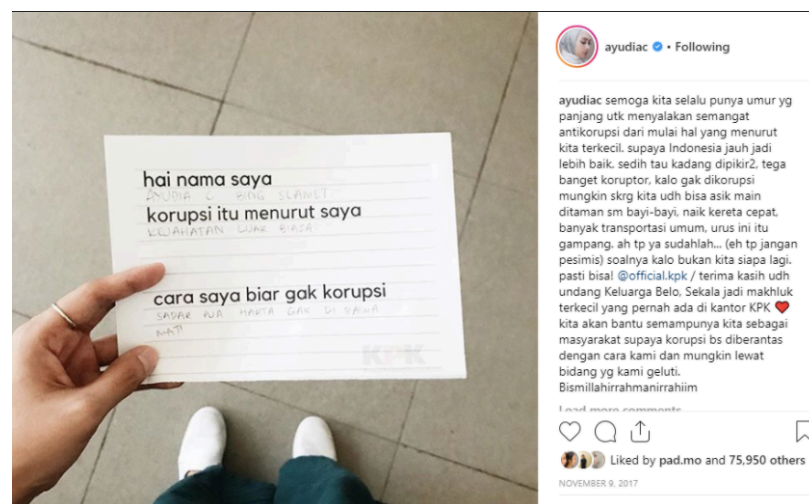 hai nama saya
AYUDIA C BING SLAMET
korupsi itu menurut saya
KEJAHATAN LUAR BIASA
cara saya biar gak korupsi
SADAR AJA HARTA GAK DI BAWA
MATI
KPK
ayudiac • Following
ayudiac semoga kita selalu punya umur yg
panjang utk menyalakan semangat
antikorupsi dari mulai hal yang menurut
kita terkecil. supaya Indonesia jauh jadi
lebih baik. sedih tau kadang dipikir2, tega
banget koruptor, kalo gak dikorupsi
mungkin skrg kita udh bisa asik main
ditaman sm bayi-bayi, naik kereta cepat,
banyak transportasi umum, urus ini itu
gampang. ah tp ya sudahlah... (eh tp jangan
pesimis) soalnya kalo bukan kita siapa lagi.
pasti bisa! @official.kpk / terima kasih udh
undang Keluarga Belo, Sekala jadi makhluk
terkecil yang pernah ada di kantor KPK ❤
kita akan bantu semampunya kita sebagai
masyarakat supaya korupsi bs diberantas
dengan cara kami dan mungkin lewat
bidang yg kami geluti.
Bismillahirrahmanirrahiim
Load more comments
Liked by pad.mo and 75,950 others
NOVEMBER 9, 2017